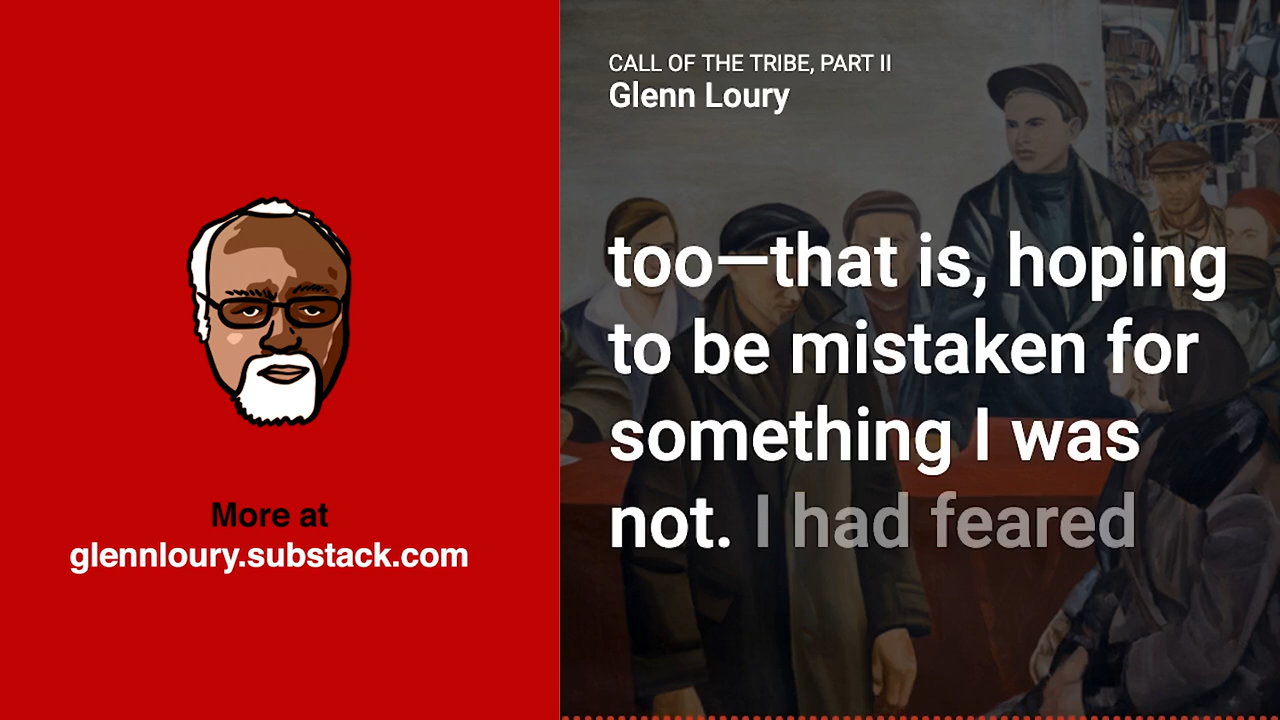 More at
glennloury.substack.com
CALL OF THE TRIBE, PART II
Glenn Loury
too—that is, hoping
to be mistaken for
something I was
not. I had feared